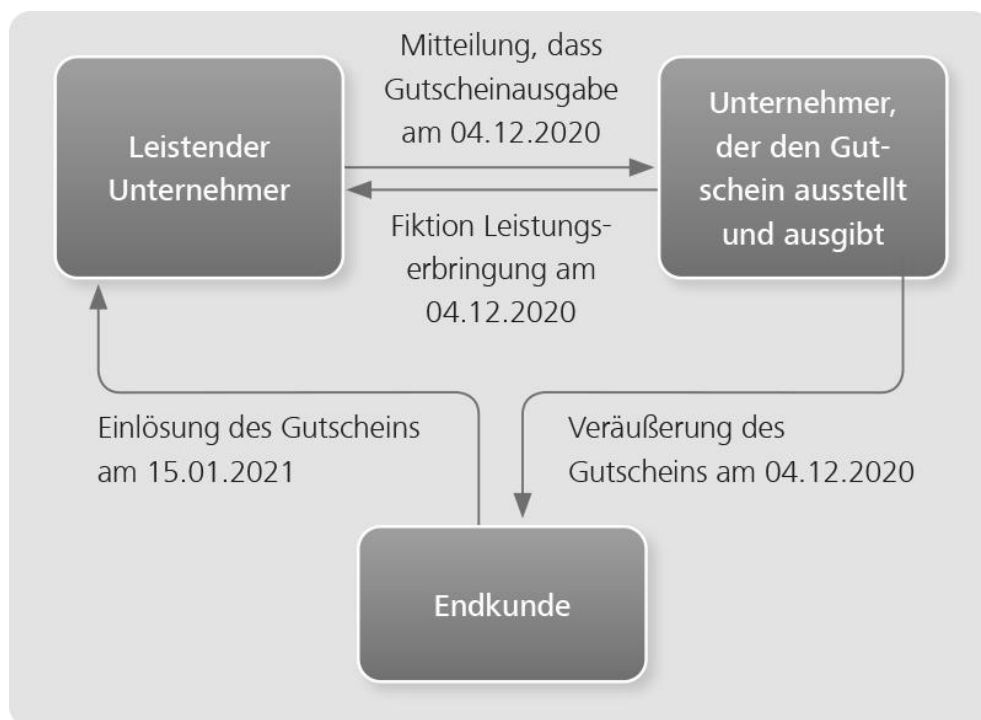 Mitteilung, dass
Gutscheinausgabe
am 04.12.2020
Leistender
Unternehmer
Unternehmer,
der den Gut-
schein ausstellt
und ausgibt
Fiktion Leistungs-
erbringung am
04.12.2020
Einlösung des Gutscheins
am 15.01.2021
Veräußerung des
Gutscheins am 04.12.2020
Endkunde